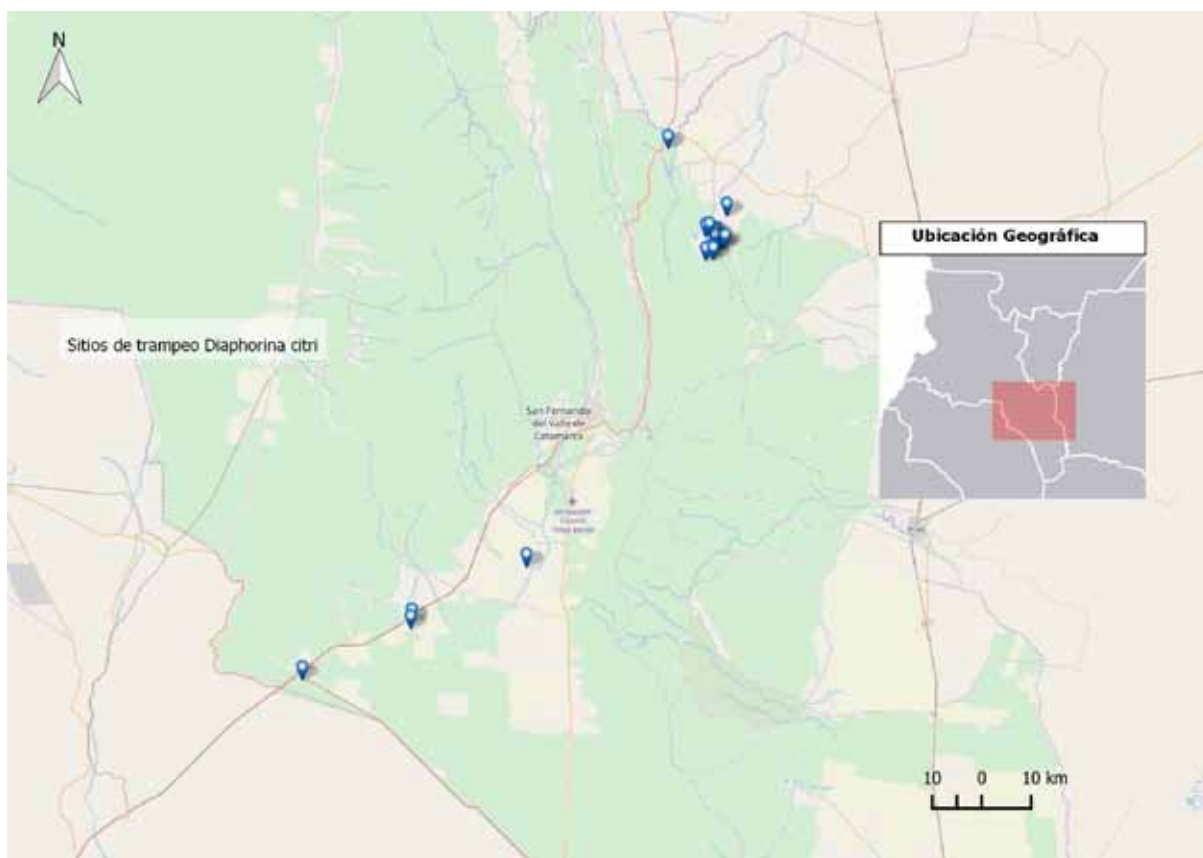 N
Ubicación Geográfica
Sitios de trampeo Diaphorina citri
San Fernando
del Valle de
Catamarca
10 0 10 km